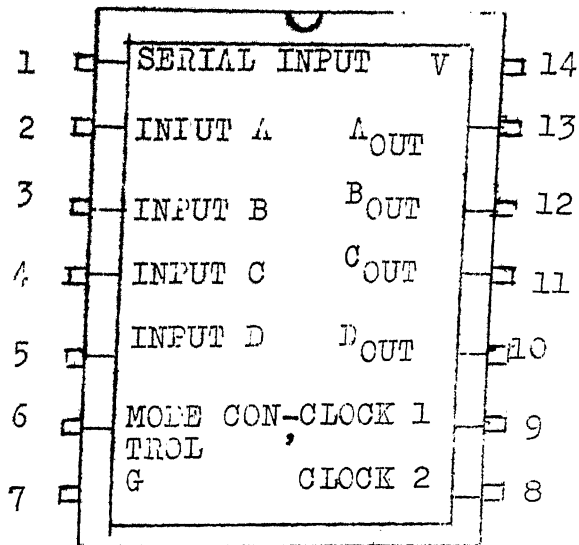 1 SERIAL INPUT V 14
2 INPUT A A OUT 13
3 INPUT B B OUT 12
4 INPUT C C OUT 11
5 INPUT D D OUT 10
6 MODE CON-CLOCK 1 9
TROL ,
7 G CLOCK 2 8